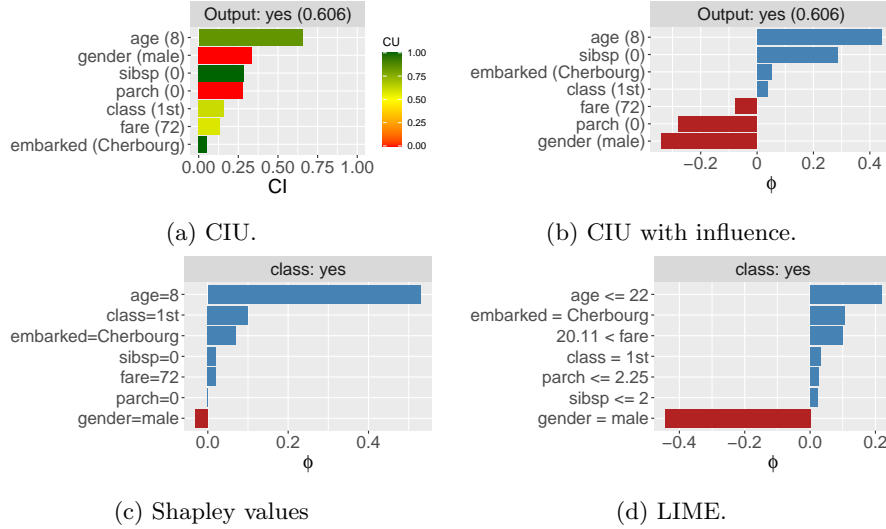 Output: yes (0.606)
age (8)
gender (male)
sibsp (0)
parch (0)
class (1st)
fare (72)
embarked (Cherbourg)
0.00 0.25 0.50 0.75 1.00
CI
CU
1.00
0.75
0.50
0.25
0.00
(a) CIU.
Output: yes (0.606)
age (8)
sibsp (0)
embarked (Cherbourg)
class (1st)
fare (72)
parch (0)
gender (male)
−0.2 0 0.2 0.4
ϕ
(b) CIU with influence.
class: yes
age=8
class=1st
embarked=Cherbourg
sibsp=0
fare=72
parch=0
gender=male
0.0 0.2 0.4
ϕ
(c) Shapley values
class: yes
age <= 22
embarked = Cherbourg
20.11 < fare
class = 1st
parch <= 2.25
sibsp <= 2
gender = male
−0.4 −0.2 0.0 0.2
ϕ
(d) LIME.